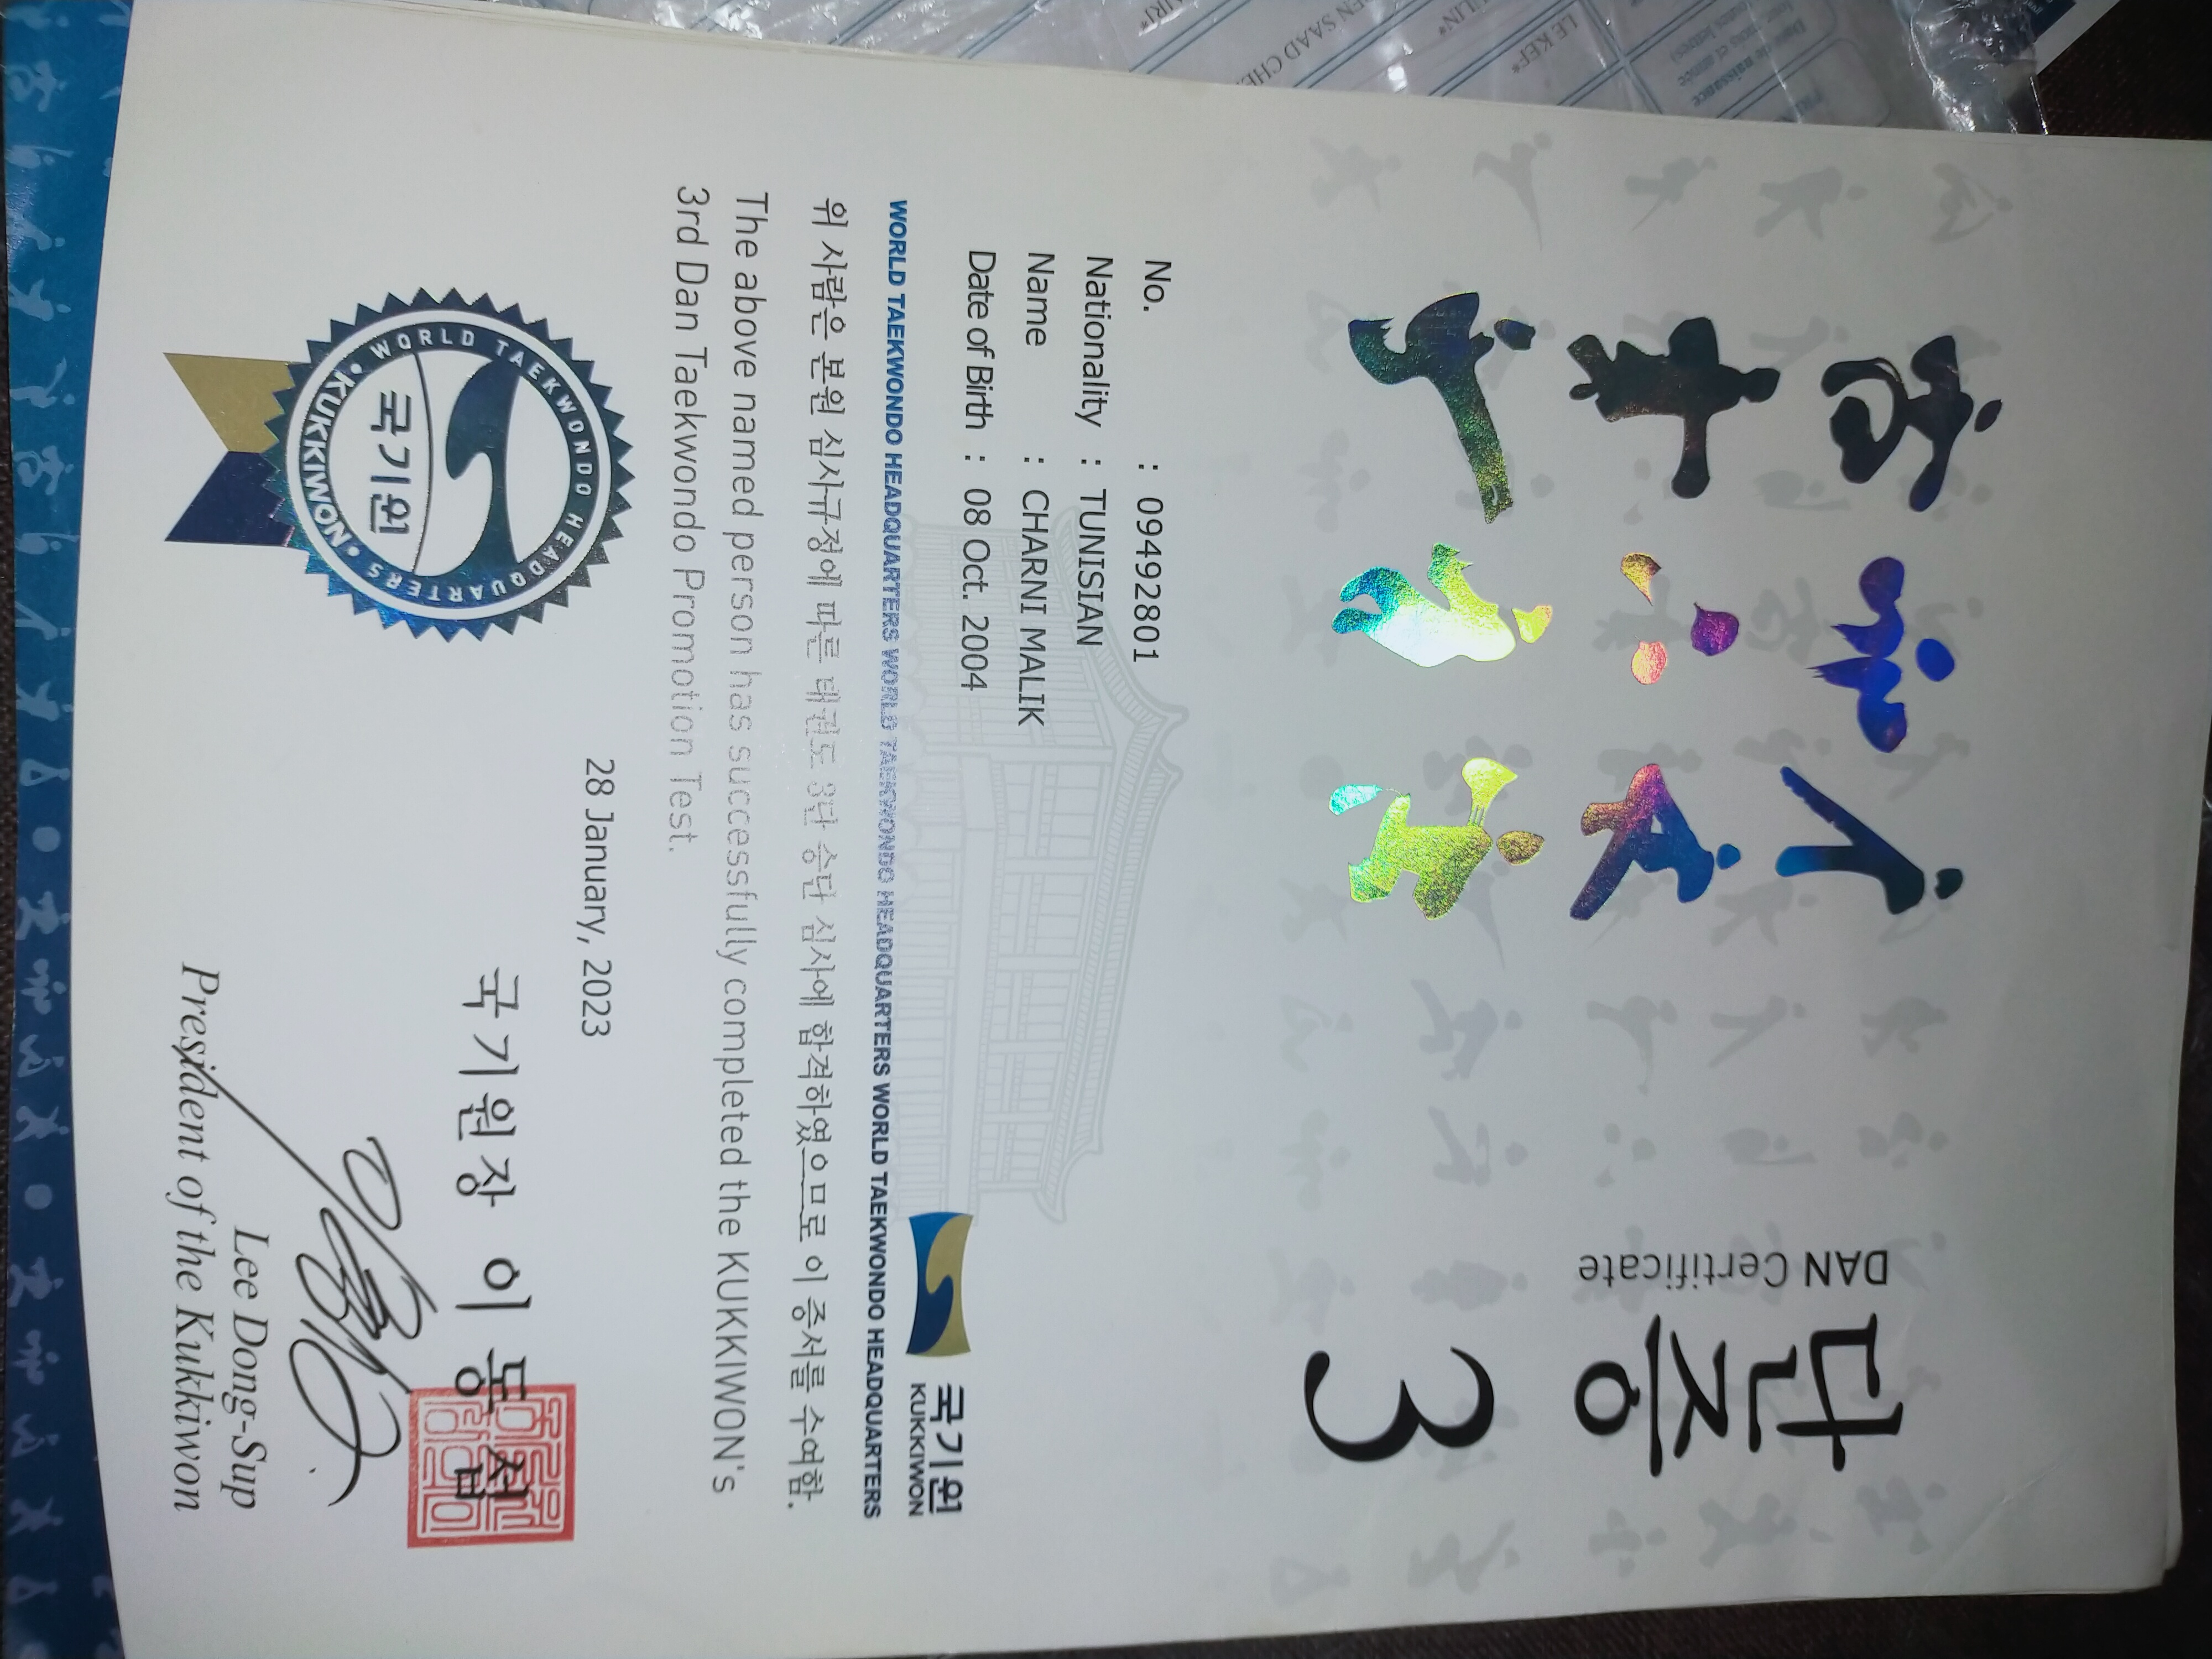 단증
DAN Certificate
3
No. : 09492801
Nationality : TUNISIAN
Name : CHARNI MALIK
Date of Birth : 08 Oct. 2004
국기원
KUKKIWON
WORLD TAEKWONDO HEADQUARTERS WORLD TAEKWONDO HEADQUARTERS WORLD TAEKWONDO HEADQUARTERS
위 사람은 본원 심사규정에 따른 태권도 3단 승단 심사에 합격하였으므로 이 증서를 수여함.
The above named person has successfully completed the KUKKIWON's
3rd Dan Taekwondo Promotion Test.
28 January, 2023
국기원장 이동섭
Lee Dong-Sup
President of the Kukkiwon
WORLD TAEKWONDO HEADQUARTERS
국기원
KUKKIWON
LE KEF*
EN SAAD CHE